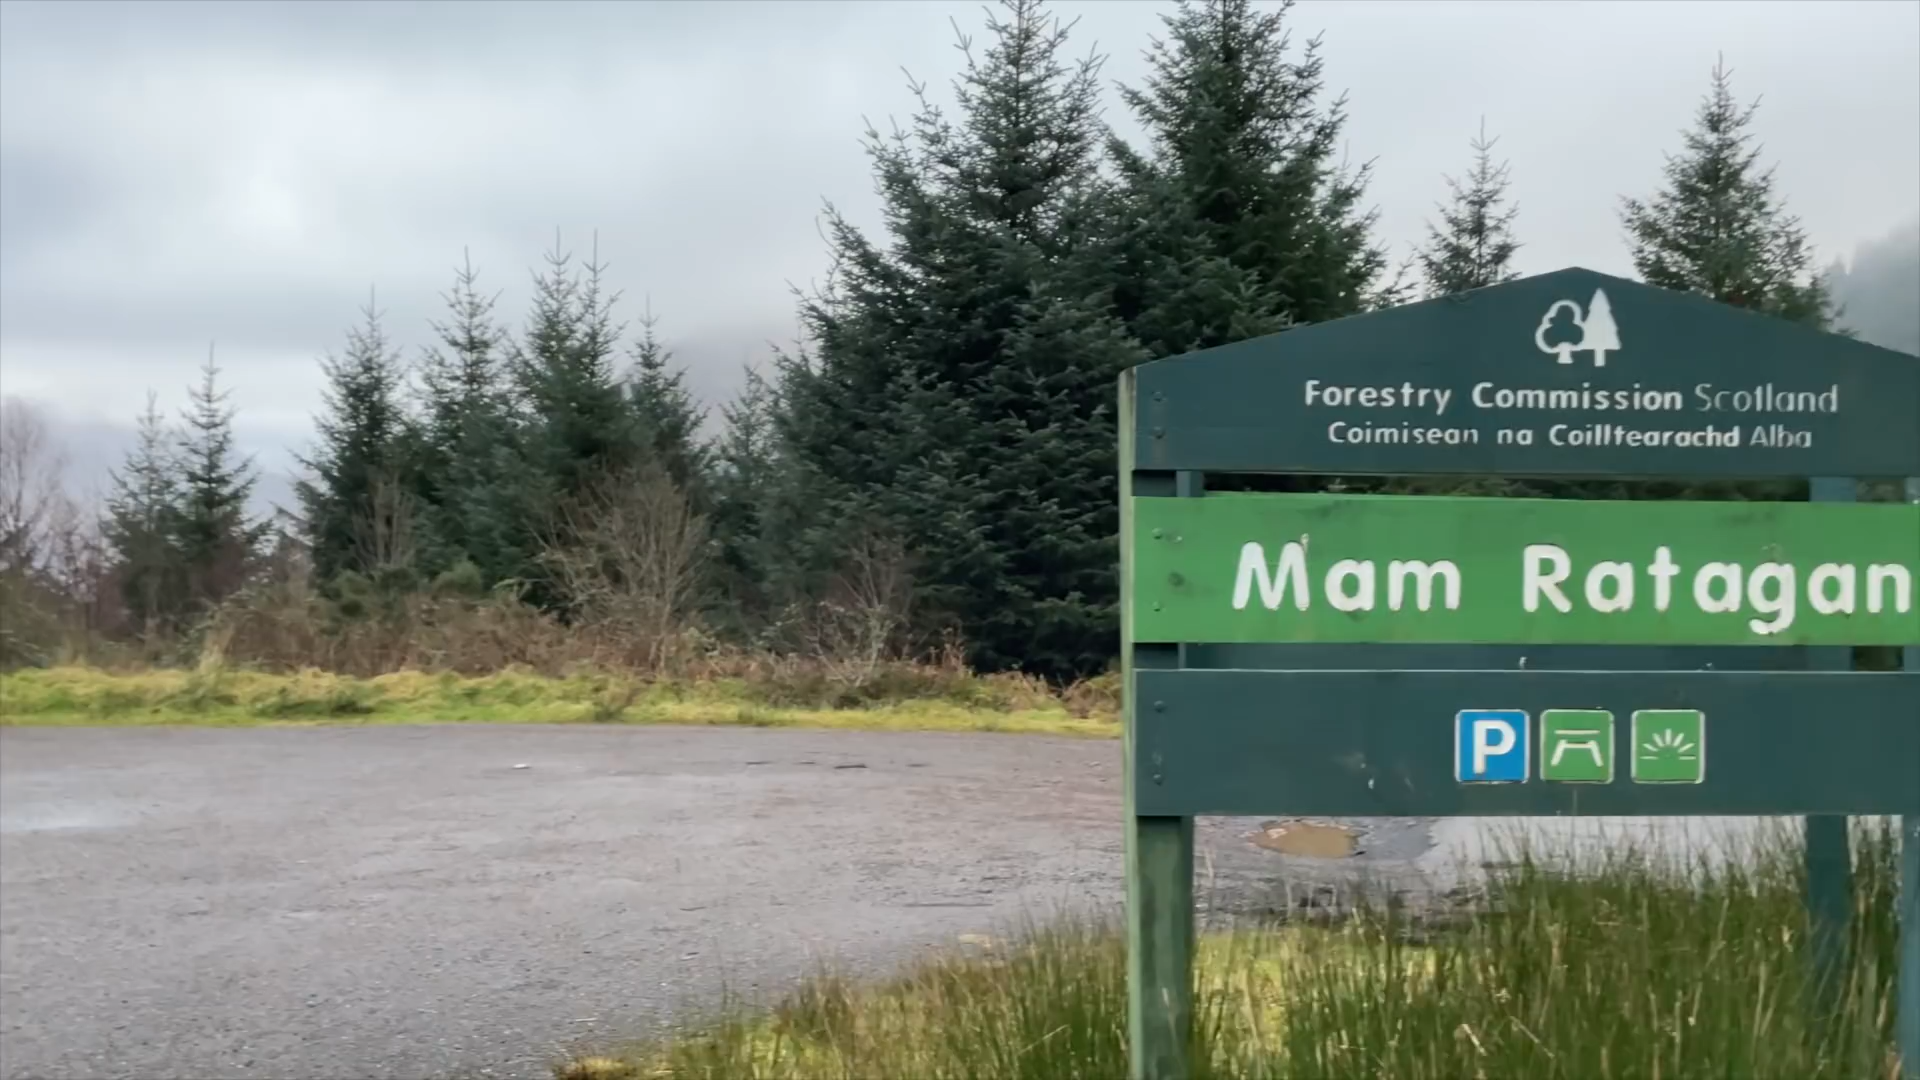 Forestry Commission Scotland
Coimisean na Coilltearachd Alba
Mam Ratagan
P